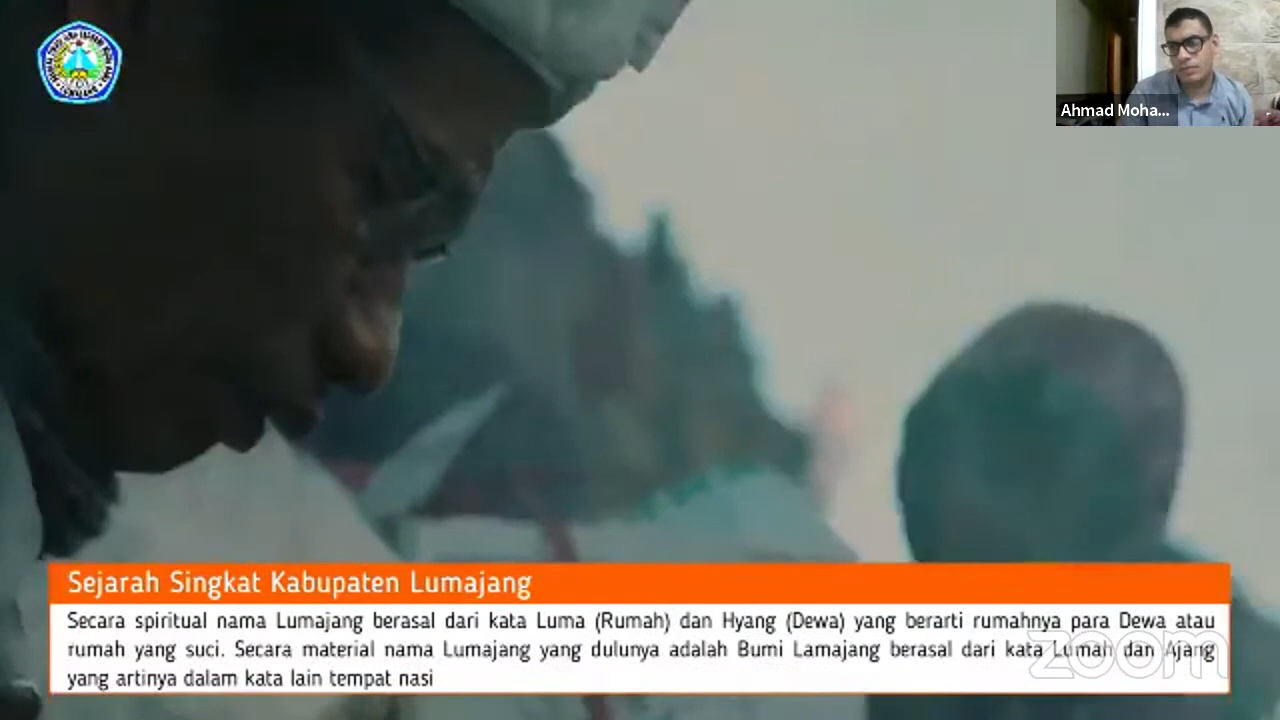 Ahmad Moha...
Sejarah Singkat Kabupaten Lumajang
Secara spiritual nama Lumajang berasal dari kata Luma (Rumah) dan Hyang (Dewa) yang berarti rumahnya para Dewa atau
rumah yang suci. Secara material nama Lumajang yang dulunya adalah Bumi Lamajang berasal dari kata Lumah dan Ajang
yang artinya dalam kata lain tempat nasi
zoom